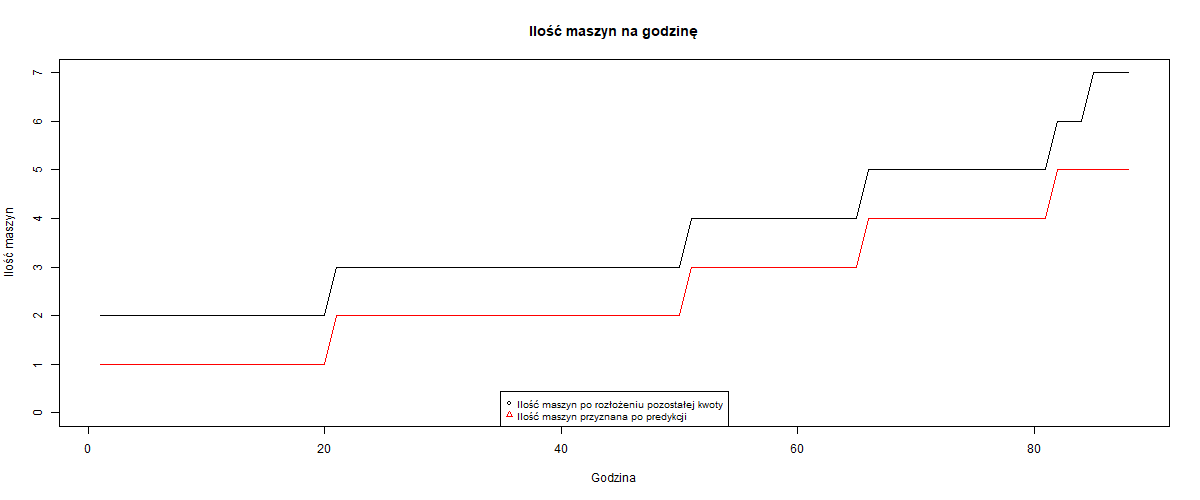 Ilość maszyn na godzinę
Ilość maszyn
7
6
5
4
3
2
1
0
Ilość maszyn po rozłożeniu pozostałej kwoty
Ilość maszyn przyznana po predykcji
0 20 40 60 80
Godzina